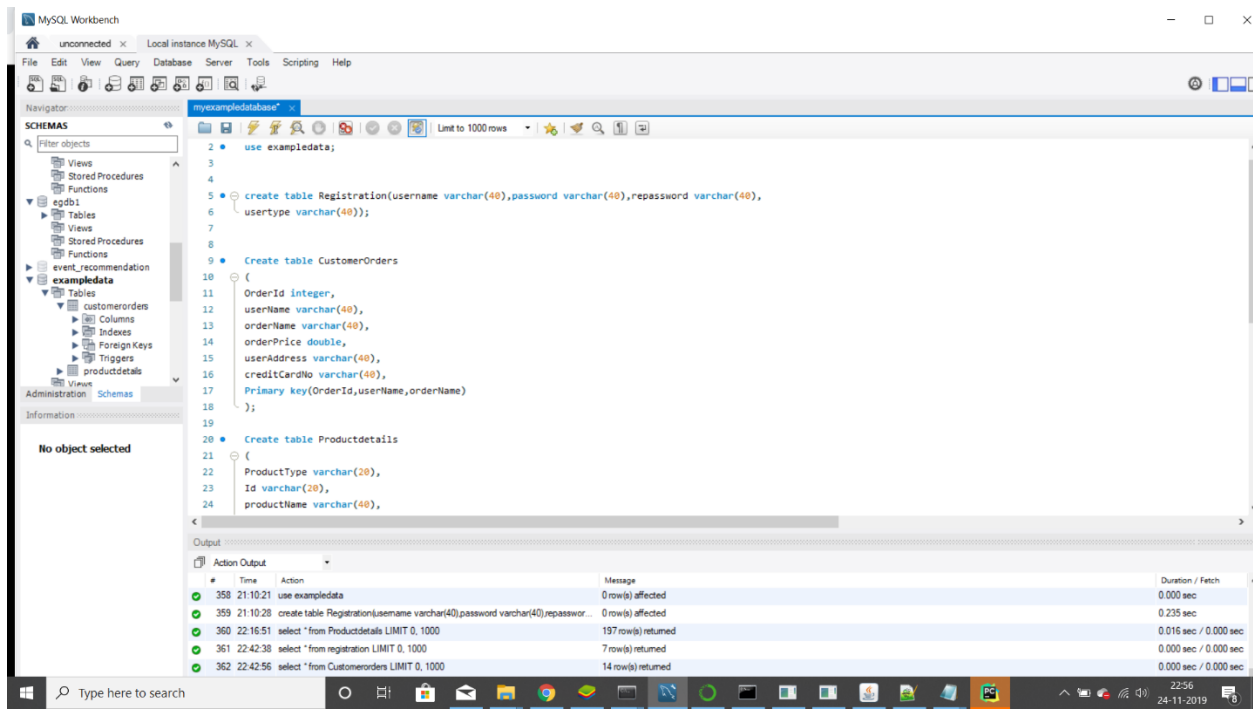 MySQL Workbench
unconnected Local instance MySQL
File Edit View Query Database Server Tools Scripting Help
Navigator
SCHEMAS
Filter objects
Views
Stored Procedures
Functions
egdb1
Tables
Views
Stored Procedures
Functions
event_recommendation
exampledata
Tables
customerorders
Columns
Indexes
Foreign Keys
Triggers
productdetails
Views
Administration Schemas
Information
No object selected
myexampledatabase*
Limit to 1000 rows
2 use exampledata;
3
4
5 create table Registration(username varchar(40),password varchar(40),repassword varchar(40),
6 usertype varchar(40));
7
8
9 Create table CustomerOrders
10 (
11 OrderId integer,
12 userName varchar(40),
13 orderName varchar(40),
14 orderPrice double,
15 userAddress varchar(40),
16 creditCardNo varchar(40),
17 Primary key(OrderId,userName,orderName)
18 );
19
20 Create table Productdetails
21 (
22 ProductType varchar(20),
23 Id varchar(20),
24 productName varchar(40),
Output
Action Output
# Time Action Message Duration / Fetch
358 21:10:21 use exampledata 0 row(s) affected 0.000 sec
359 21:10:28 create table Registration(username varchar(40),password varchar(40),repasswor... 0 row(s) affected 0.235 sec
360 22:16:51 select * from Productdetails LIMIT 0, 1000 197 row(s) returned 0.016 sec / 0.000 sec
361 22:42:38 select * from registration LIMIT 0, 1000 7 row(s) returned 0.000 sec / 0.000 sec
362 22:42:56 select * from Customerorders LIMIT 0, 1000 14 row(s) returned 0.000 sec / 0.000 sec
Type here to search
22:56
24-11-2019